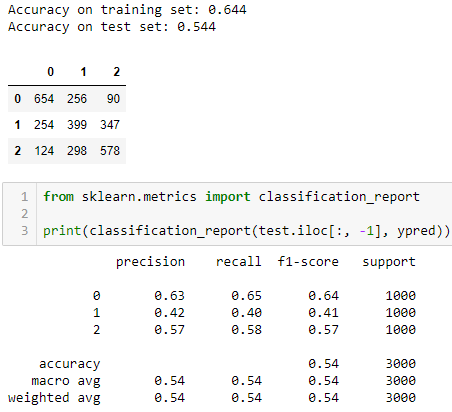 Accuracy on training set: 0.644
Accuracy on test set: 0.544
0 1 2
0 654 256 90
1 254 399 347
2 124 298 578
1 from sklearn.metrics import classification_report
2
3 print(classification_report(test.iloc[:, -1], ypred))
precision recall f1-score support
0 0.63 0.65 0.64 1000
1 0.42 0.40 0.41 1000
2 0.57 0.58 0.57 1000
accuracy 0.54 3000
macro avg 0.54 0.54 0.54 3000
weighted avg 0.54 0.54 0.54 3000